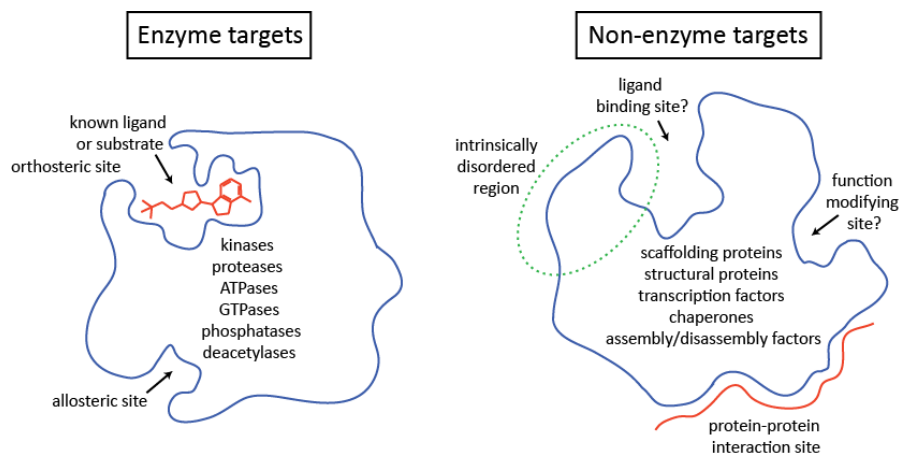 Enzyme targets
known ligand
or substrate
orthosteric site
kinases
proteases
ATPases
GTPases
phosphatases
deacetylases
allosteric site
Non-enzyme targets
ligand
binding site?
intrinsically
disordered
region
function
modifying
site?
scaffolding proteins
structural proteins
transcription factors
chaperones
assembly/disassembly factors
protein-protein
interaction site